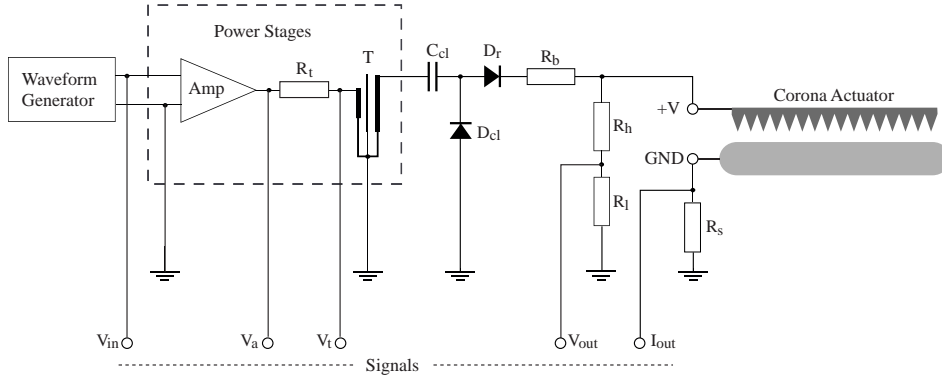 Power Stages
Waveform
Generator
Amp
R_t
T
C_cl
D_r
R_b
D_cl
R_h
R_l
+V
GND
Corona Actuator
R_s
V_in
V_a
V_t
V_out
I_out
Signals